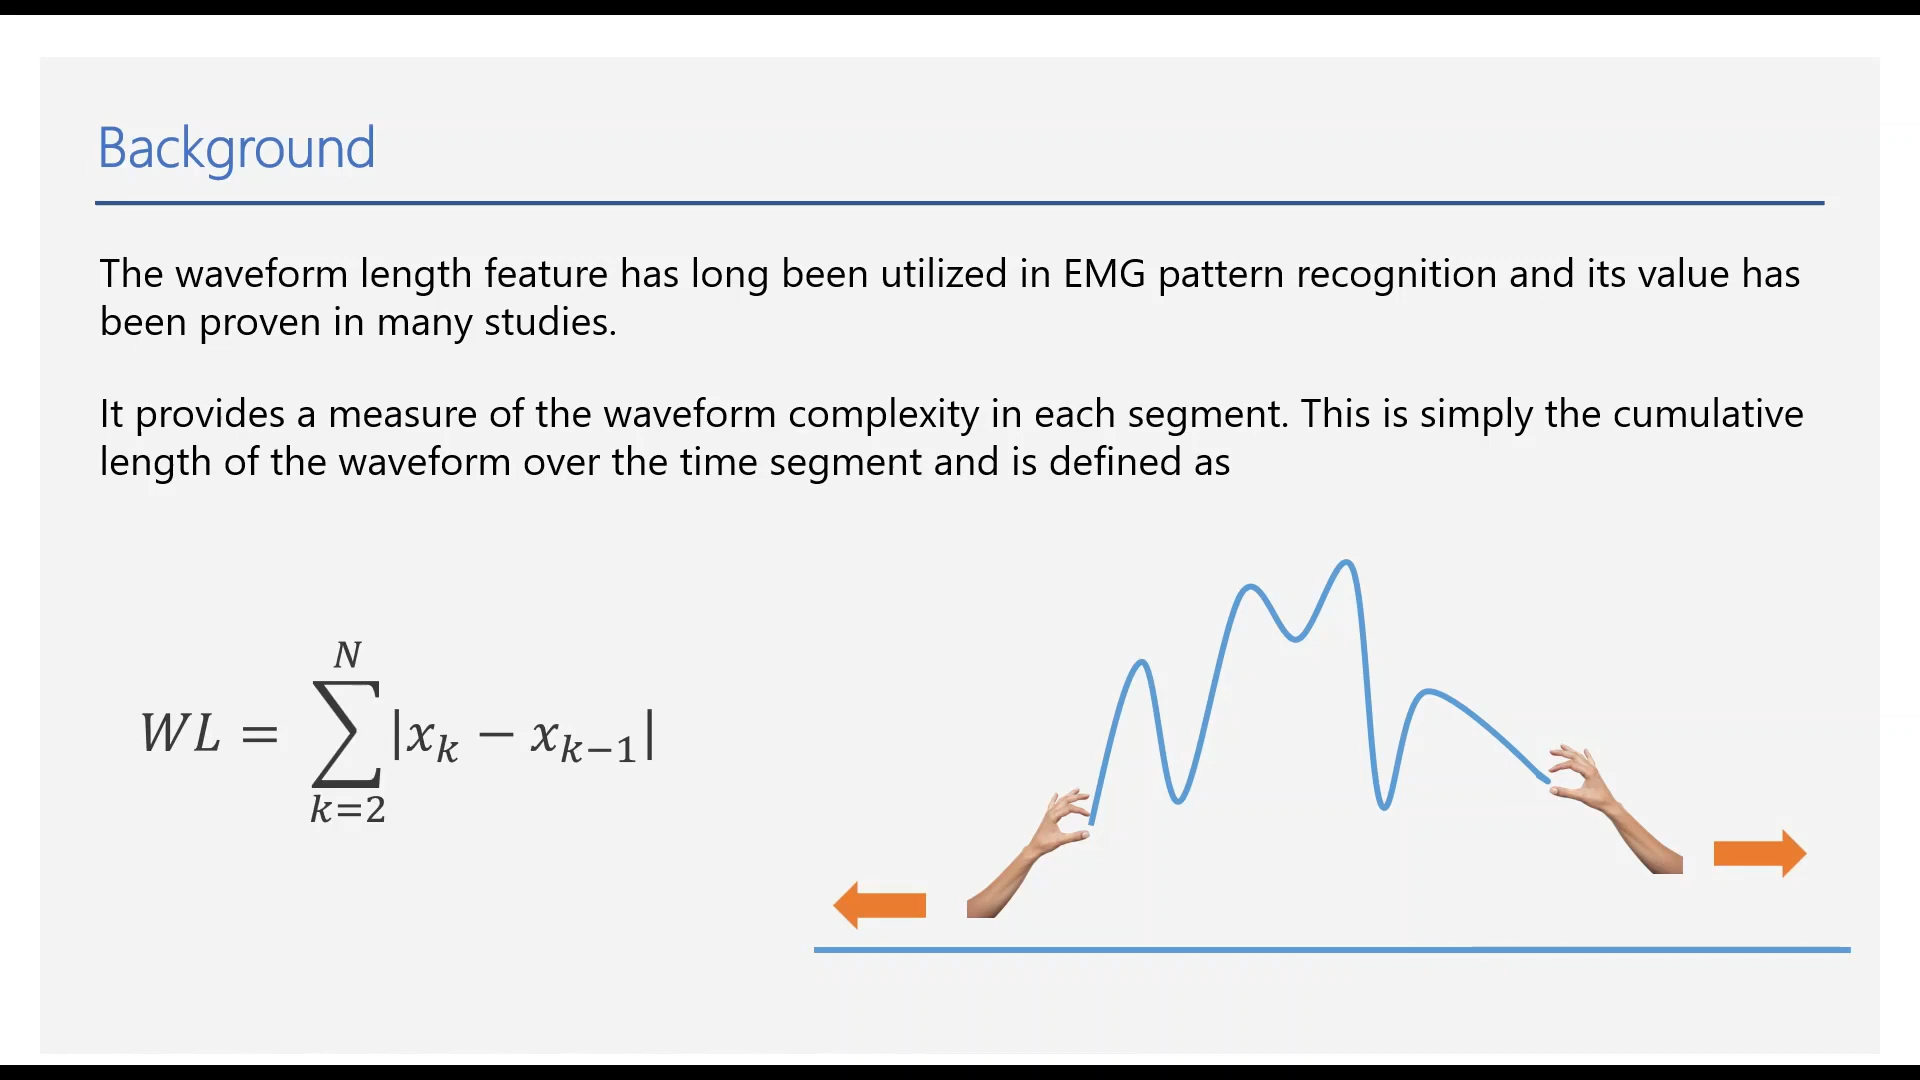 Background
The waveform length feature has long been utilized in EMG pattern recognition and its value has
been proven in many studies.
It provides a measure of the waveform complexity in each segment. This is simply the cumulative
length of the waveform over the time segment and is defined as
N
WL = ∑|xₖ − xₖ₋₁|
k=2